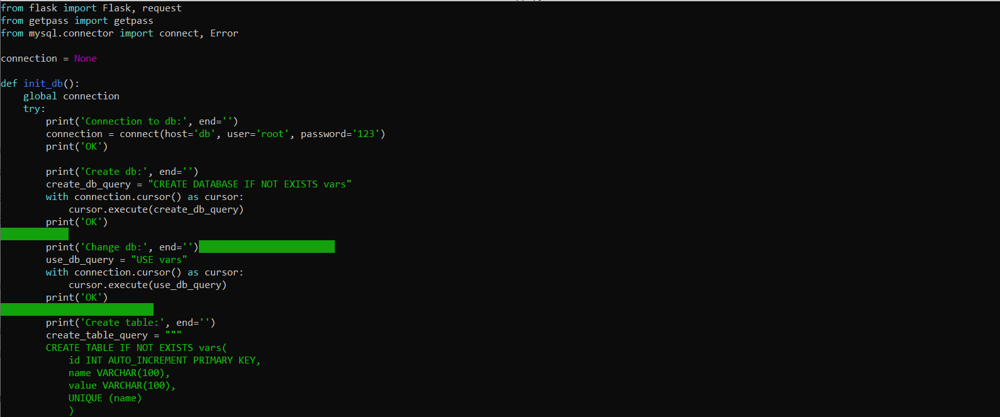 from flask import Flask, request
from getpass import getpass
from mysql.connector import connect, Error

connection = None

def init_db():
    global connection
    try:
        print('Connection to db:', end='')
        connection = connect(host='db', user='root', password='123')
        print('OK')

        print('Create db:', end='')
        create_db_query = "CREATE DATABASE IF NOT EXISTS vars"
        with connection.cursor() as cursor:
            cursor.execute(create_db_query)
        print('OK')

        print('Change db:', end='')
        use_db_query = "USE vars"
        with connection.cursor() as cursor:
            cursor.execute(use_db_query)
        print('OK')

        print('Create table:', end='')
        create_table_query = """
        CREATE TABLE IF NOT EXISTS vars(
            id INT AUTO_INCREMENT PRIMARY KEY,
            name VARCHAR(100),
            value VARCHAR(100),
            UNIQUE (name)
            )